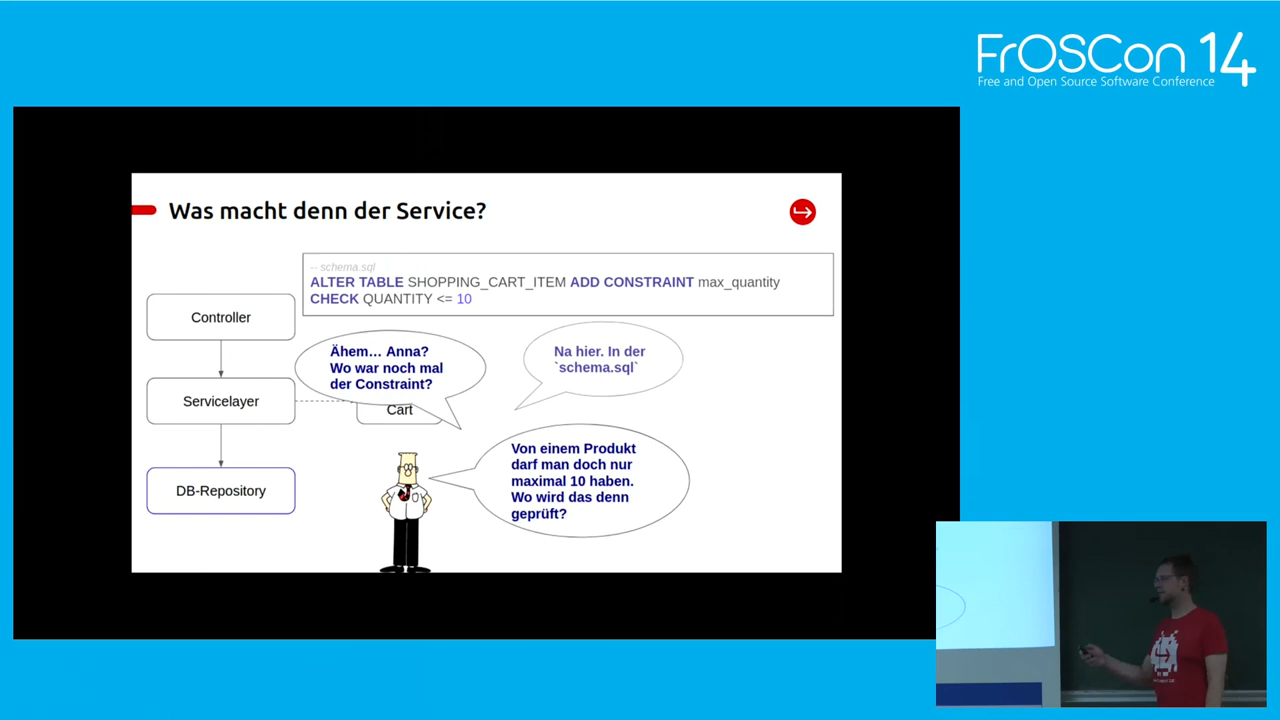 FrOSCon 14
Free and Open Source Software Conference
Was macht denn der Service?
-- schema.sql
ALTER TABLE SHOPPING_CART_ITEM ADD CONSTRAINT max_quantity
CHECK QUANTITY <= 10
Controller
Servicelayer
DB-Repository
Ähem... Anna?
Wo war noch mal
der Constraint?
Cart
Na hier. In der
`schema.sql`
Von einem Produkt
darf man doch nur
maximal 10 haben.
Wo wird das denn
geprüft?